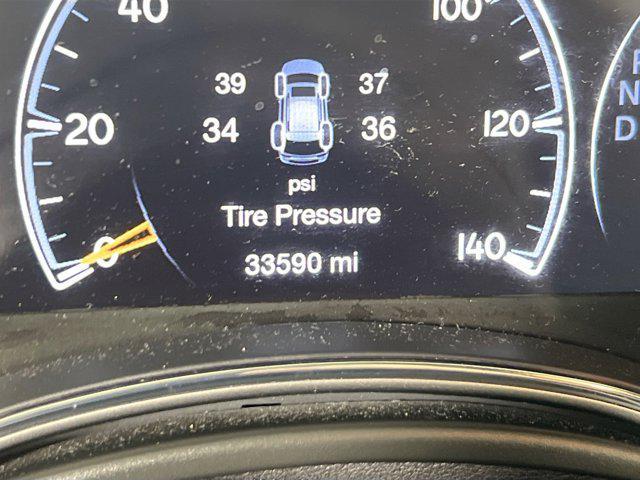 40 100
39 37 P
N
20 34 36 120 D
psi
Tire Pressure
0 33590 mi 140